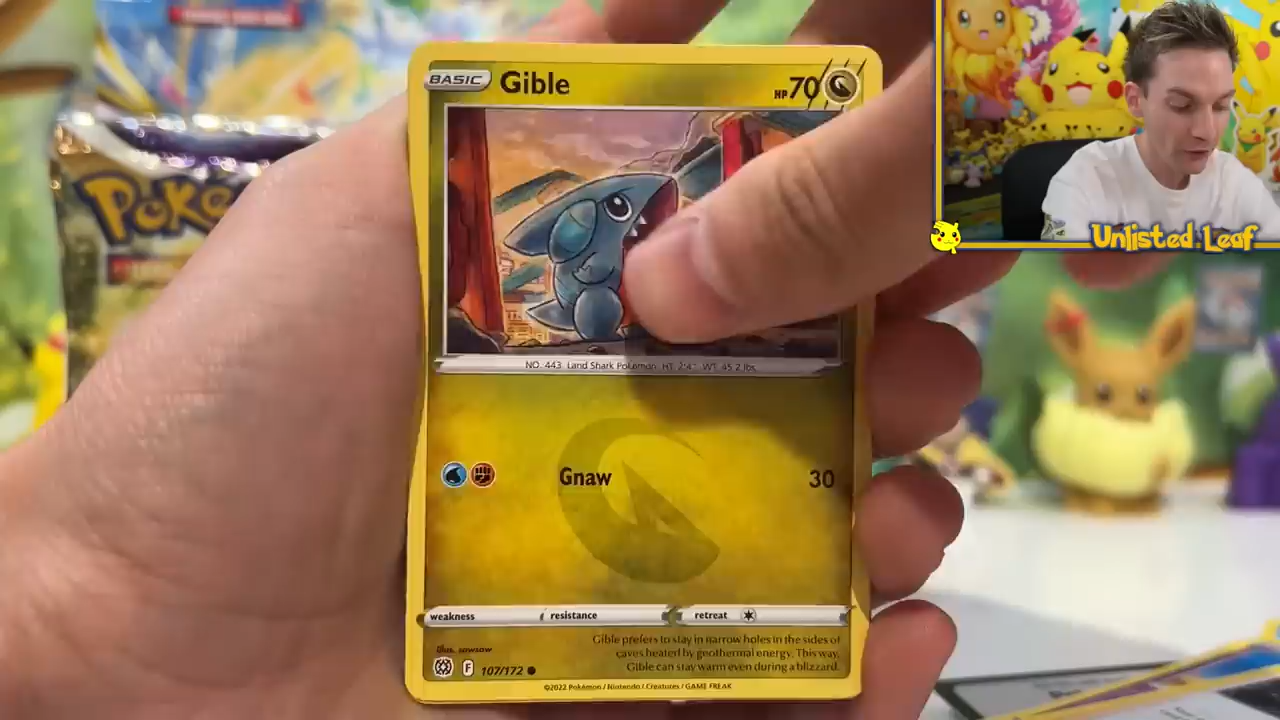 BASIC Gible HP 70
NO. 443 Land Shark Pokémon HT: 2'4" WT: 45.2 lbs.
Gnaw 30
weakness resistance retreat
Gible prefers to stay in narrow holes in the sides of
caves heated by geothermal energy. This way,
Gible can stay warm even during a blizzard.
Illus. sowsow
F 107/172
©2022 Pokémon / Nintendo / Creatures / GAME FREAK
Unlisted Leaf